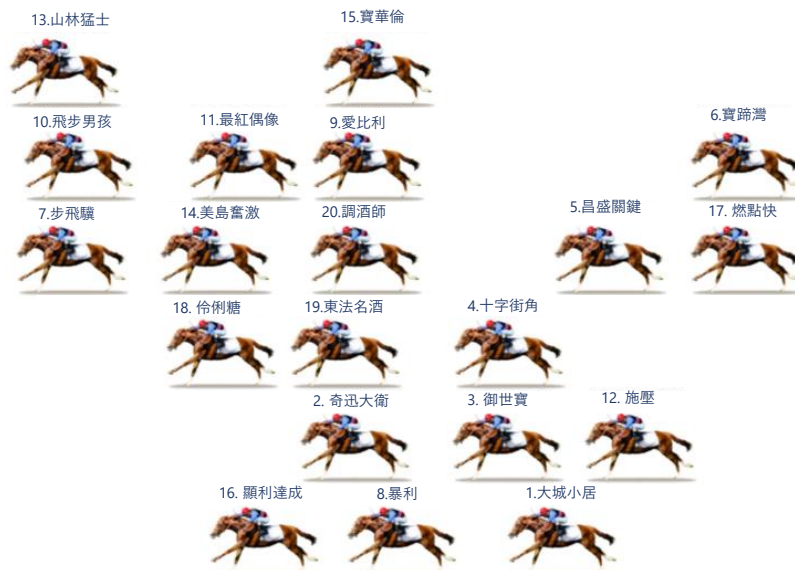 13.山林猛士
15.寶華倫
10.飛步男孩
11.最紅偶像
9.愛比利
6.寶蹄灣
7.步飛驥
14.美島奮激
20.調酒師
5.昌盛關鍵
17. 燃點快
18. 伶俐糖
19.東法名酒
4.十字街角
2. 奇迅大衛
3. 御世寶
12. 施壓
16. 顯利達成
8.暴利
1.大城小居